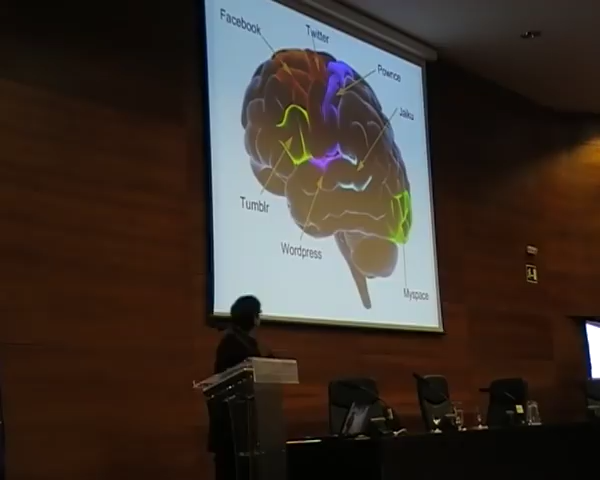 Facebook
Twitter
Pownce
Jaiku
Tumblr
Wordpress
Myspace